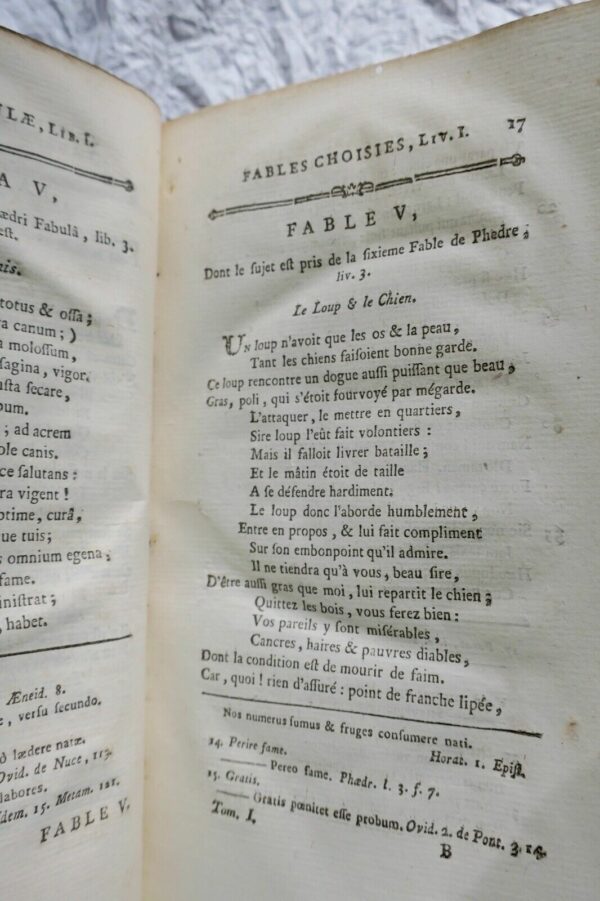 ULÆ, LIB. I.
A V,
ædri Fabulâ, lib. 3.
est.
nis.
totus & ossa;
ra canum;)
a molossum,
sagina, vigor.
usta secare,
oum.
; ad acrem
ole canis.
ce salutans:
ra vigent!
ptime, curâ,
que tuis;
s omnium egena,
fame.
inistrat;
, habet.
Æneid. 8.
e, versu secundo.
ò lædere natæ.
Ovid. de Nuce, 113.
labores.
Idem. 15. Metam. 121.
FABLE V.
FABLES CHOISIES, LIV. I. 17
FABLE V,
Dont le sujet est pris de la sixieme Fable de Phædre,
liv. 3.
Le Loup & le Chien.
UN loup n'avoit que les os & la peau,
Tant les chiens faisoient bonne garde.
Ce loup rencontre un dogue aussi puissant que beau,
Gras, poli, qui s'étoit fourvoyé par mégarde.
L'attaquer, le mettre en quartiers,
Sire loup l'eût fait volontiers:
Mais il falloit livrer bataille;
Et le mâtin étoit de taille
A se défendre hardiment.
Le loup donc l'aborde humblement,
Entre en propos, & lui fait compliment
Sur son embonpoint qu'il admire.
Il ne tiendra qu'à vous, beau sire,
D'être aussi gras que moi, lui repartit le chien;
Quittez les bois, vous ferez bien:
Vos pareils y sont misérables,
Cancres, haires & pauvres diables,
Dont la condition est de mourir de faim.
Car, quoi! rien d'assuré: point de franche lipée,
Nos numerus sumus & fruges consumere nati.
Horat. 1. Epist.
14. Perire fame.
Pereo fame. Phædr. l. 3. f. 7.
15. Gratis.
Gratis pœnitet esse probum. Ovid. 2. de Pont. 3. 14.
Tom. I. B